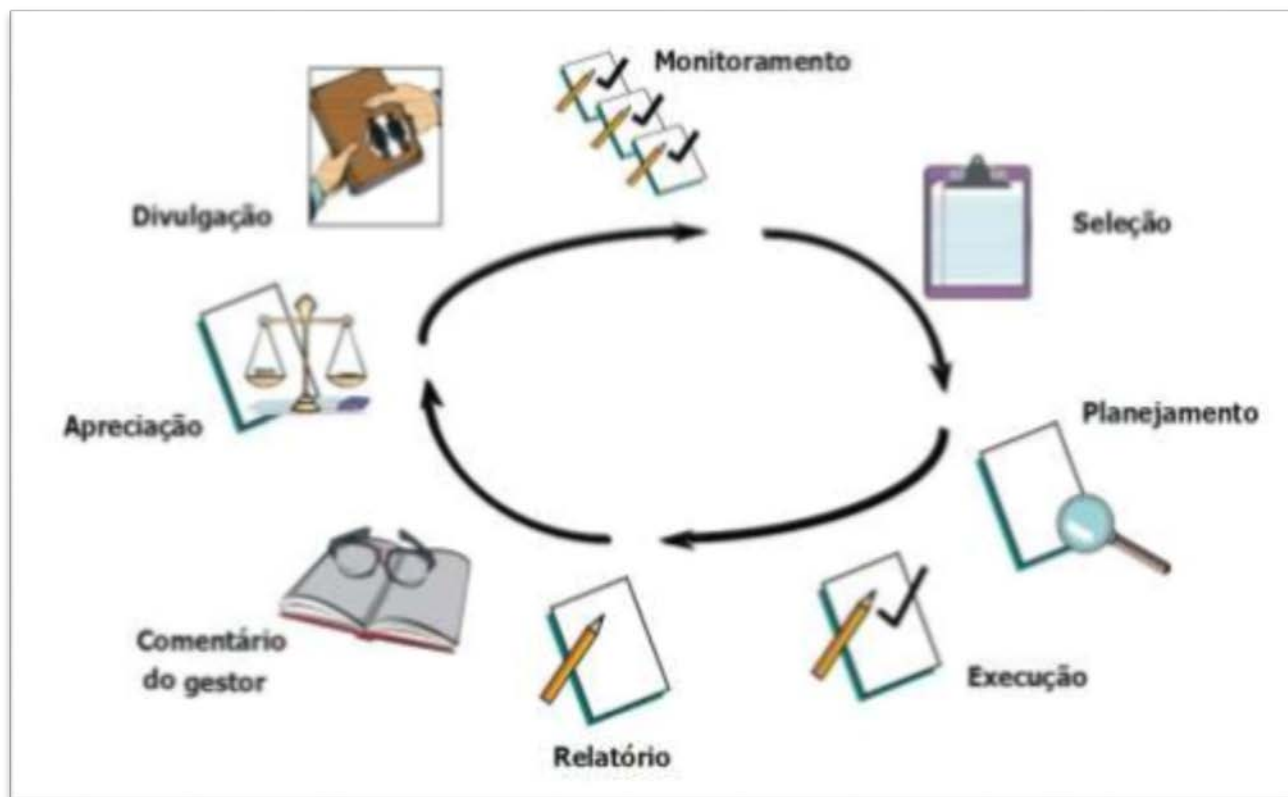 Monitoramento
Divulgação
Seleção
Apreciação
Planejamento
Comentário
do gestor
Execução
Relatório